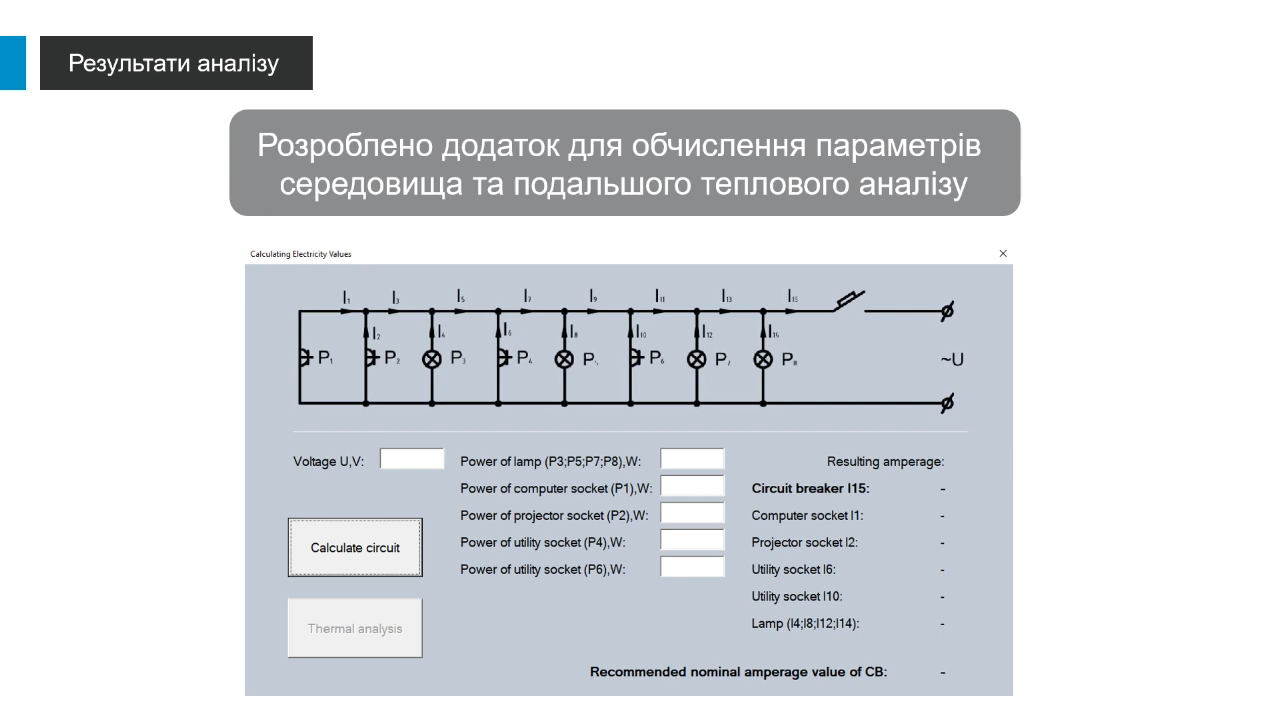 Результати аналізу
Розроблено додаток для обчислення параметрів
середовища та подальшого теплового аналізу
Calculating Electricity Values
I1 I3 I5 I7 I9 I11 I13 I15
I2 I4 I6 I8 I10 I12 I14
P1 P2 P3 P4 P5 P6 P7 P8 ~U
Voltage U,V: Power of lamp (P3;P5;P7;P8),W: Resulting amperage:
Power of computer socket (P1),W: Circuit breaker I15: -
Power of projector socket (P2),W: Computer socket I1: -
Calculate circuit Power of utility socket (P4),W: Projector socket I2: -
Power of utility socket (P6),W: Utility socket I6: -
Utility socket I10: -
Thermal analysis Lamp (I4;I8;I12;I14): -
Recommended nominal amperage value of CB: -